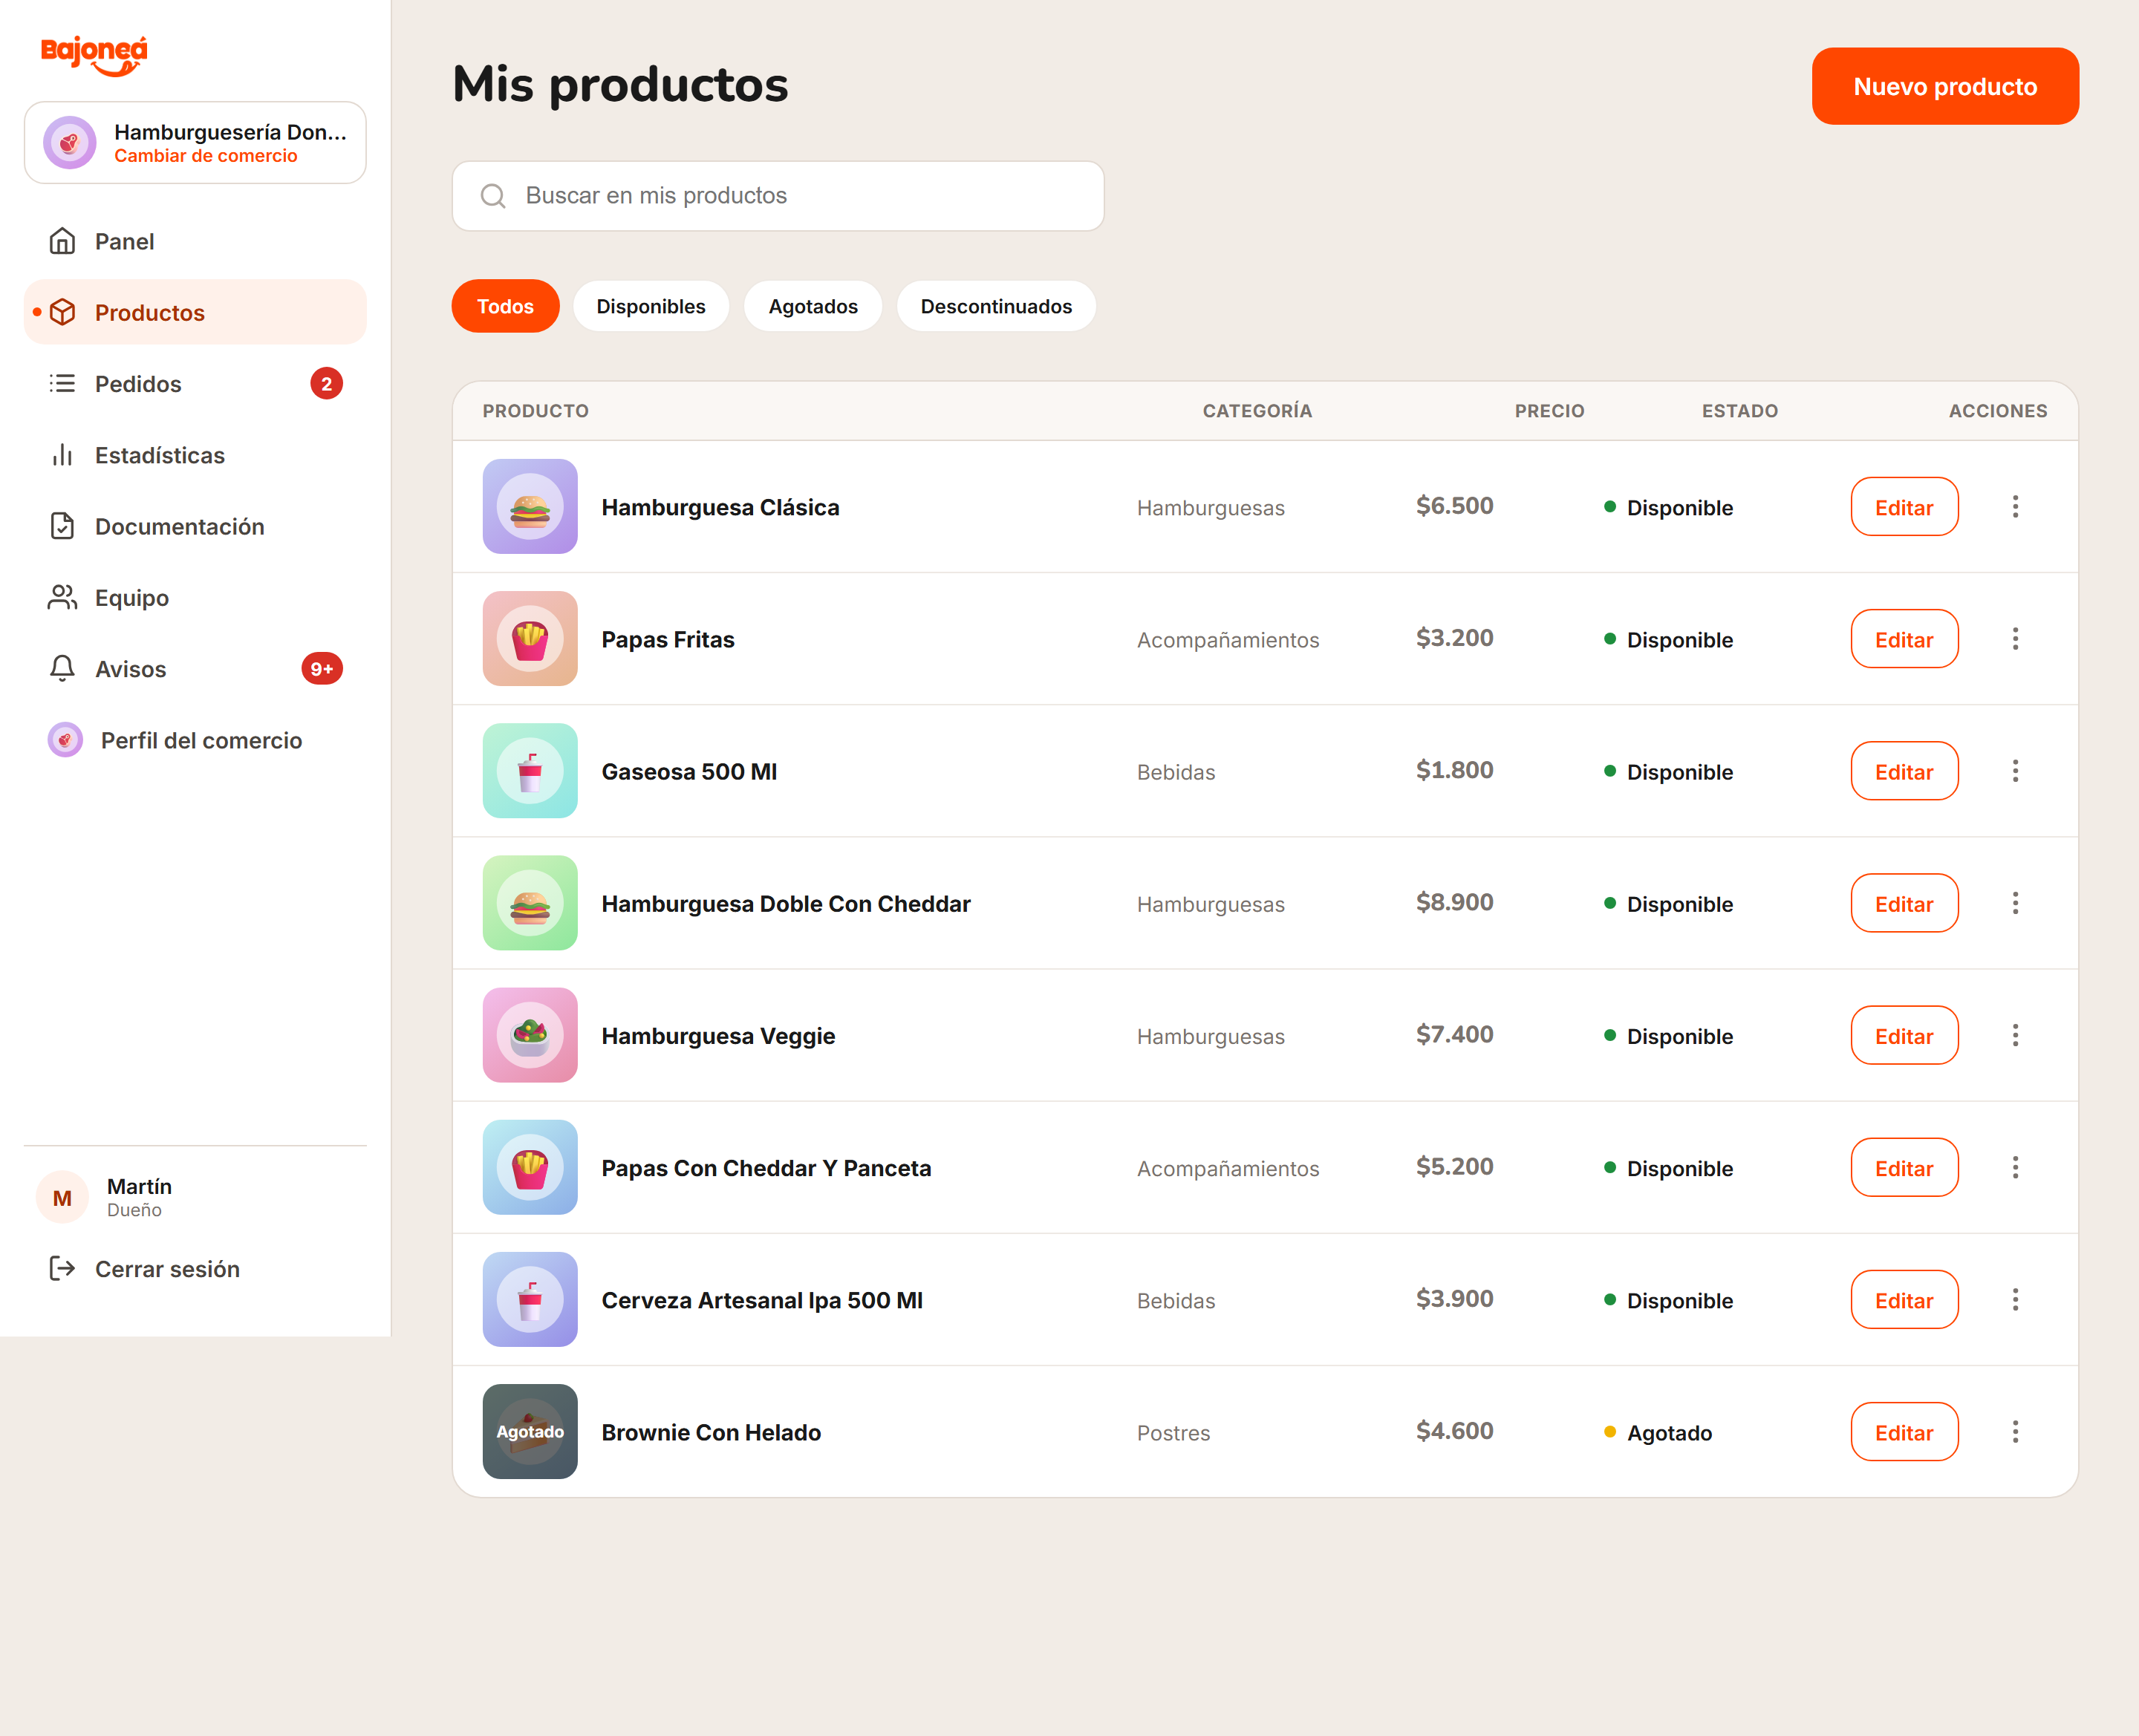 Bajoneá
Hamburguesería Don...
Cambiar de comercio
Panel
Productos
Pedidos 2
Estadísticas
Documentación
Equipo
Avisos 9+
Perfil del comercio
M
Martín
Dueño
Cerrar sesión
Mis productos
Nuevo producto
Buscar en mis productos
Todos Disponibles Agotados Descontinuados
PRODUCTO CATEGORÍA PRECIO ESTADO ACCIONES
Hamburguesa Clásica Hamburguesas $6.500 Disponible Editar
Papas Fritas Acompañamientos $3.200 Disponible Editar
Gaseosa 500 Ml Bebidas $1.800 Disponible Editar
Hamburguesa Doble Con Cheddar Hamburguesas $8.900 Disponible Editar
Hamburguesa Veggie Hamburguesas $7.400 Disponible Editar
Papas Con Cheddar Y Panceta Acompañamientos $5.200 Disponible Editar
Cerveza Artesanal Ipa 500 Ml Bebidas $3.900 Disponible Editar
Agotado Brownie Con Helado Postres $4.600 Agotado Editar